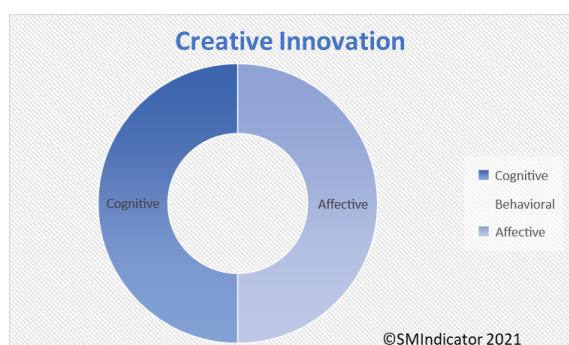 Creative Innovation
Cognitive
Affective
Cognitive
Behavioral
Affective
©SMIndicator 2021